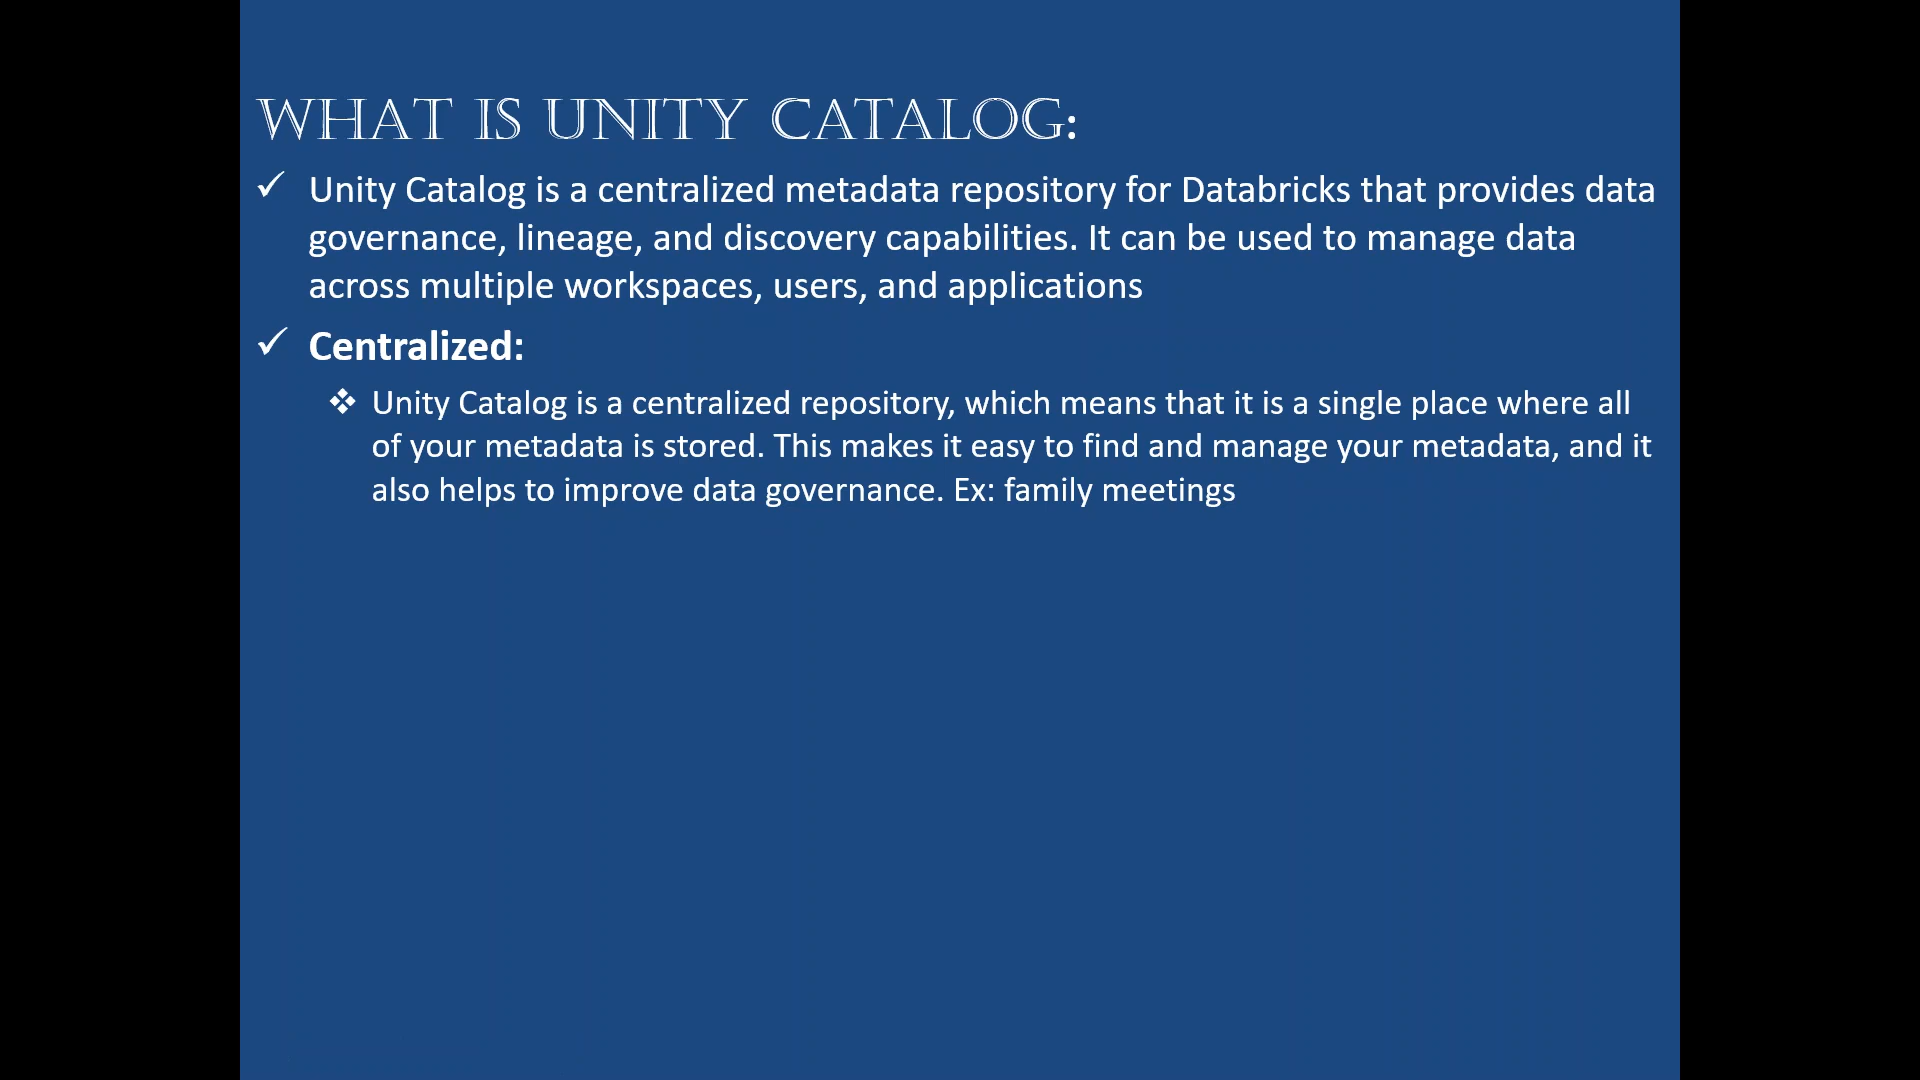 WHAT IS UNITY CATALOG:
✓ Unity Catalog is a centralized metadata repository for Databricks that provides data
governance, lineage, and discovery capabilities. It can be used to manage data
across multiple workspaces, users, and applications
✓ Centralized:
❖ Unity Catalog is a centralized repository, which means that it is a single place where all
of your metadata is stored. This makes it easy to find and manage your metadata, and it
also helps to improve data governance. Ex: family meetings